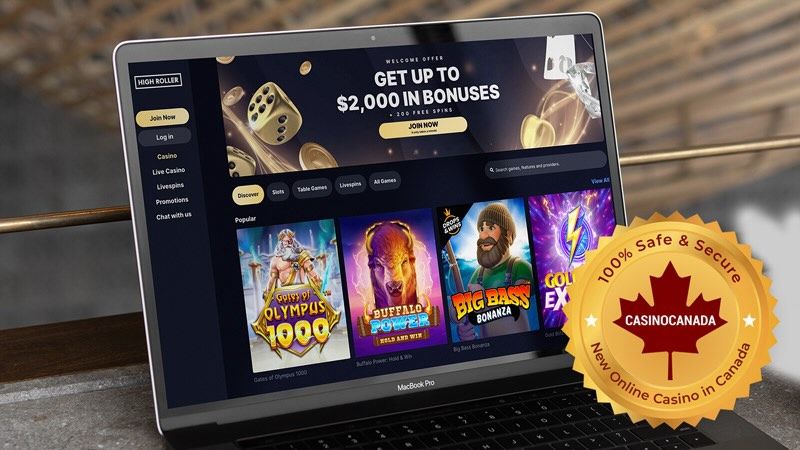 HIGH ROLLER
Join Now
Log in
Casino
Live Casino
Livespins
Promotions
Chat with us
WELCOME OFFER
GET UP TO
$2,000 IN BONUSES
+ 200 FREE SPINS
JOIN NOW
Search games, features and providers.
Discover
Slots
Table Games
Livespins
All Games
View All
Popular
Gates of
OLYMPUS
1000
BUFFALO
POWER
HOLD AND WIN
DROPS
& WINS
BIG BASS
BONANZA
GOL
EX
Gates of Olympus 1000
Buffalo Power: Hold & Win
Big Bass Bonanza
MacBook Pro
100% Safe & Secure
CASINOCANADA
New Online Casino in Canada